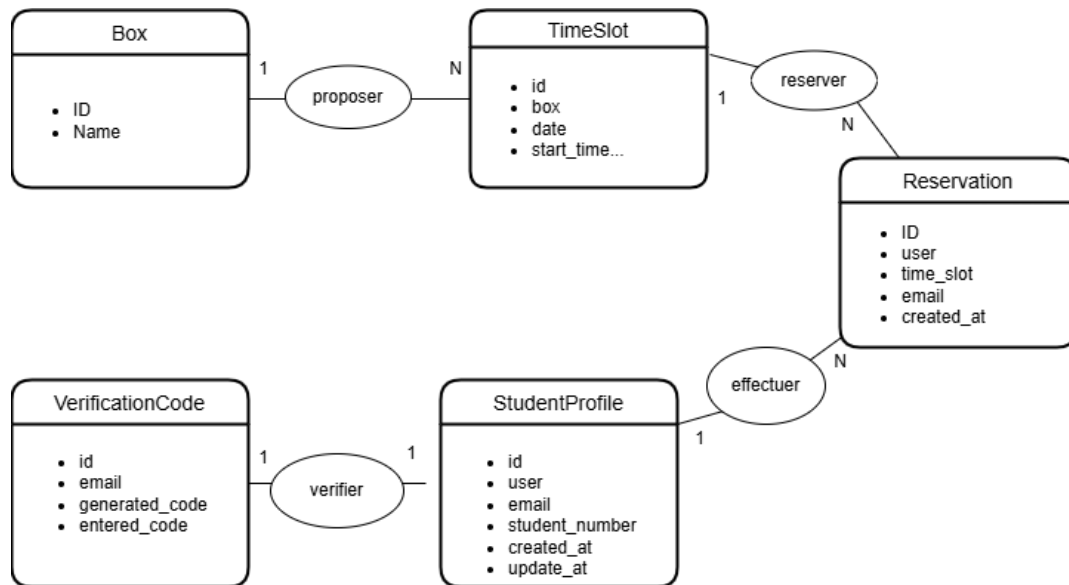 Box
• ID
• Name
1
proposer
N
TimeSlot
• id
• box
• date
• start_time...
1
reserver
N
Reservation
• ID
• user
• time_slot
• email
• created_at
VerificationCode
• id
• email
• generated_code
• entered_code
1
verifier
1
StudentProfile
• id
• user
• email
• student_number
• created_at
• update_at
1
effectuer
N